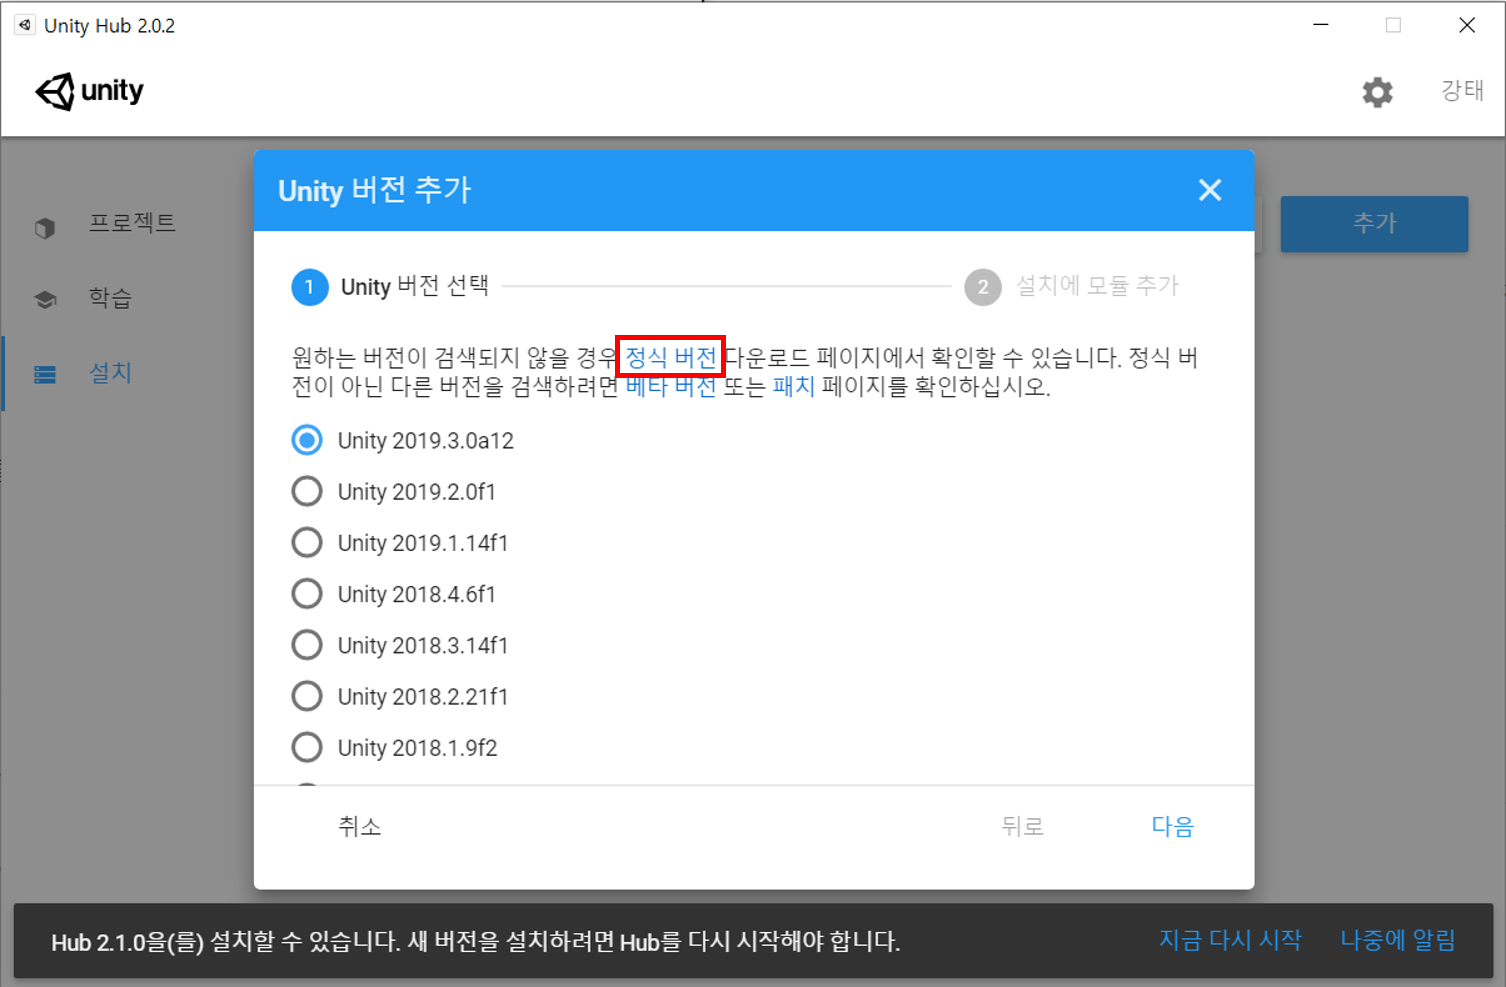 Unity Hub 2.0.2
unity
강태
Unity 버전 추가
프로젝트
추가
1 Unity 버전 선택
2 설치에 모듈 추가
학습
원하는 버전이 검색되지 않을 경우 정식 버전 다운로드 페이지에서 확인할 수 있습니다. 정식 버
전이 아닌 다른 버전을 검색하려면 베타 버전 또는 패치 페이지를 확인하십시오.
설치
Unity 2019.3.0a12
Unity 2019.2.0f1
Unity 2019.1.14f1
Unity 2018.4.6f1
Unity 2018.3.14f1
Unity 2018.2.21f1
Unity 2018.1.9f2
취소
뒤로
다음
Hub 2.1.0을(를) 설치할 수 있습니다. 새 버전을 설치하려면 Hub를 다시 시작해야 합니다.
지금 다시 시작
나중에 알림